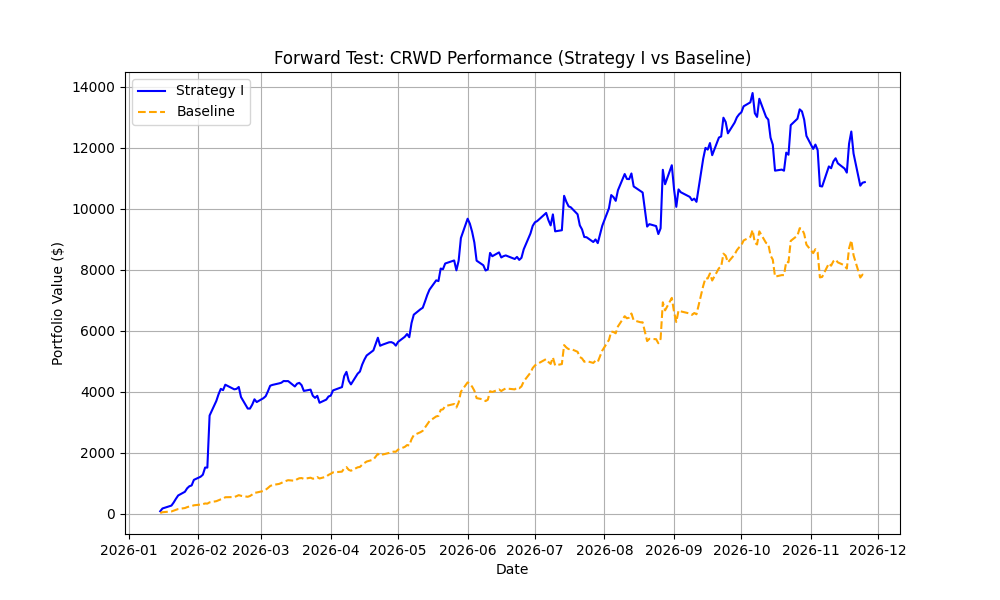 Forward Test: CRWD Performance (Strategy I vs Baseline)
Strategy I
Baseline
Portfolio Value ($)
14000
12000
10000
8000
6000
4000
2000
0
2026-01 2026-02 2026-03 2026-04 2026-05 2026-06 2026-07 2026-08 2026-09 2026-10 2026-11 2026-12
Date